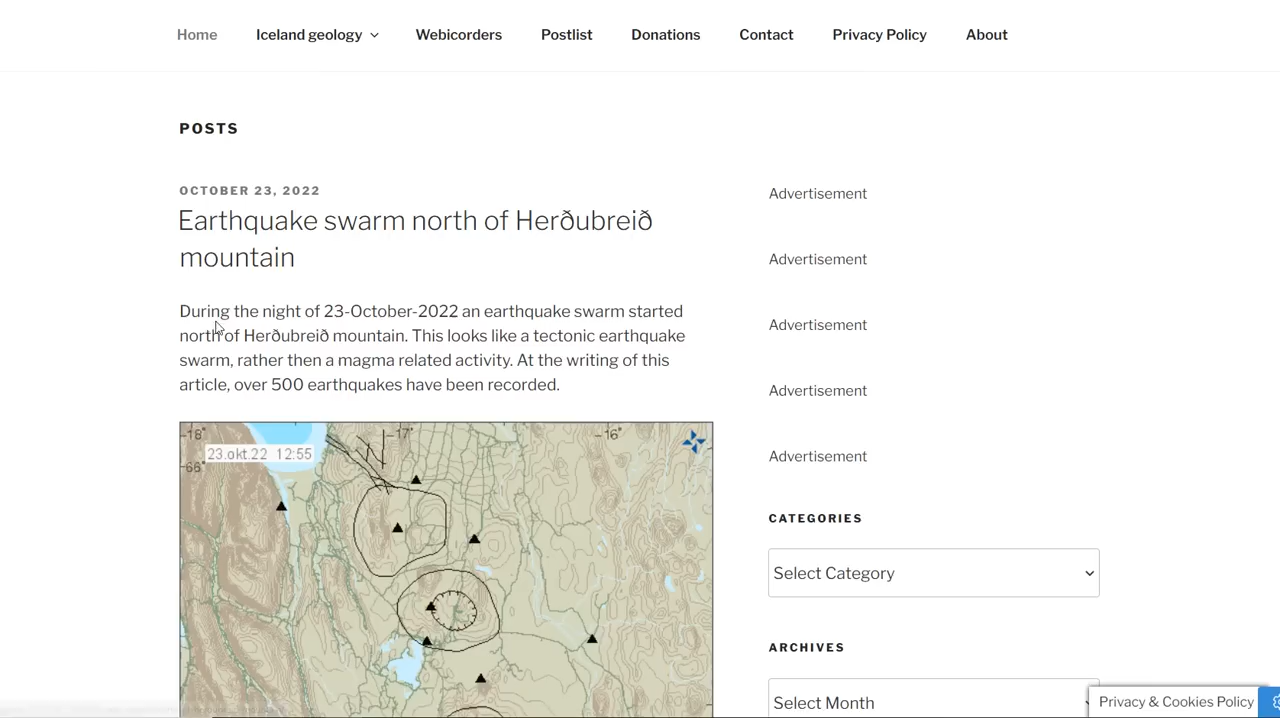 Home Iceland geology Webicorders Postlist Donations Contact Privacy Policy About
POSTS
OCTOBER 23, 2022
Earthquake swarm north of Herðubreið
mountain
During the night of 23-October-2022 an earthquake swarm started
north of Herðubreið mountain. This looks like a tectonic earthquake
swarm, rather then a magma related activity. At the writing of this
article, over 500 earthquakes have been recorded.
-18° -17° -16°
23.okt.22 12:55
66°
Advertisement
Advertisement
Advertisement
Advertisement
Advertisement
CATEGORIES
Select Category
ARCHIVES
Select Month
Privacy & Cookies Policy